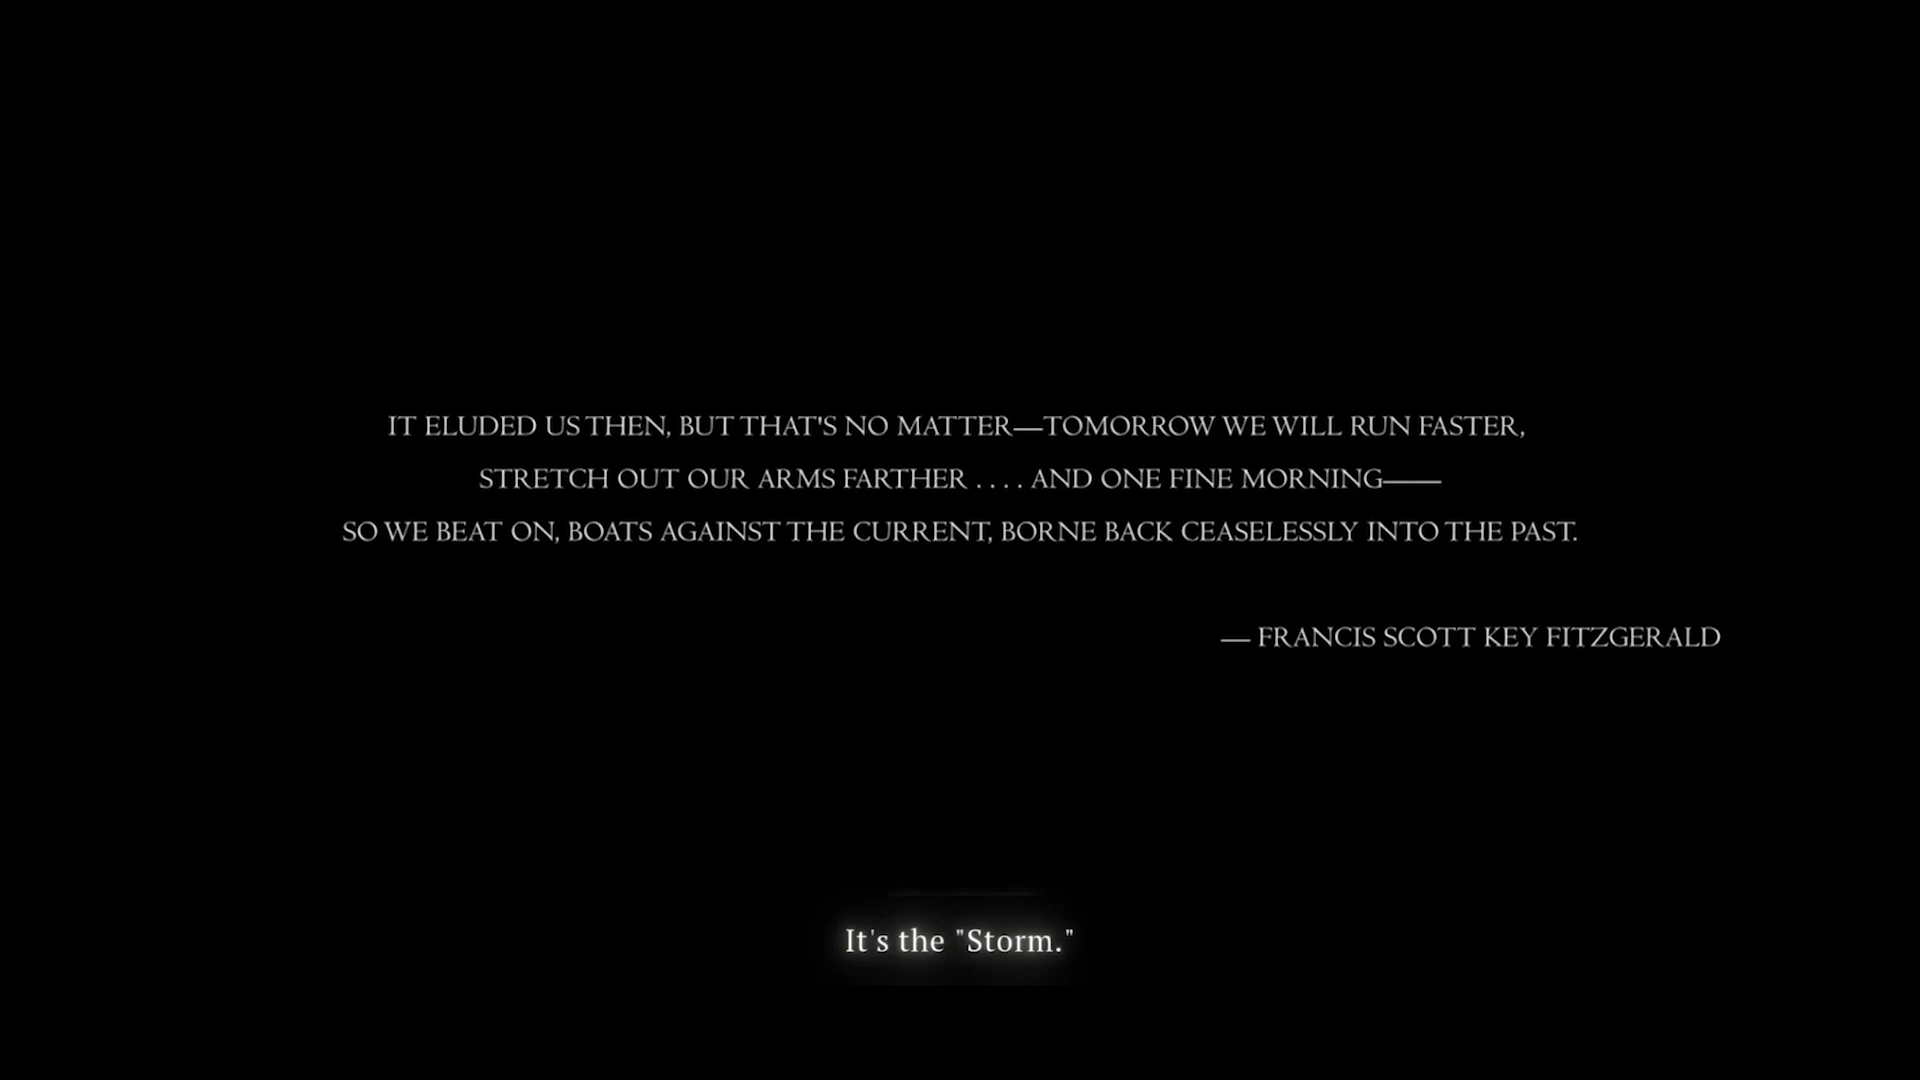 IT ELUDED US THEN, BUT THAT'S NO MATTER—TOMORROW WE WILL RUN FASTER,
STRETCH OUT OUR ARMS FARTHER . . . . AND ONE FINE MORNING——
SO WE BEAT ON, BOATS AGAINST THE CURRENT, BORNE BACK CEASELESSLY INTO THE PAST.
— FRANCIS SCOTT KEY FITZGERALD
It's the "Storm."